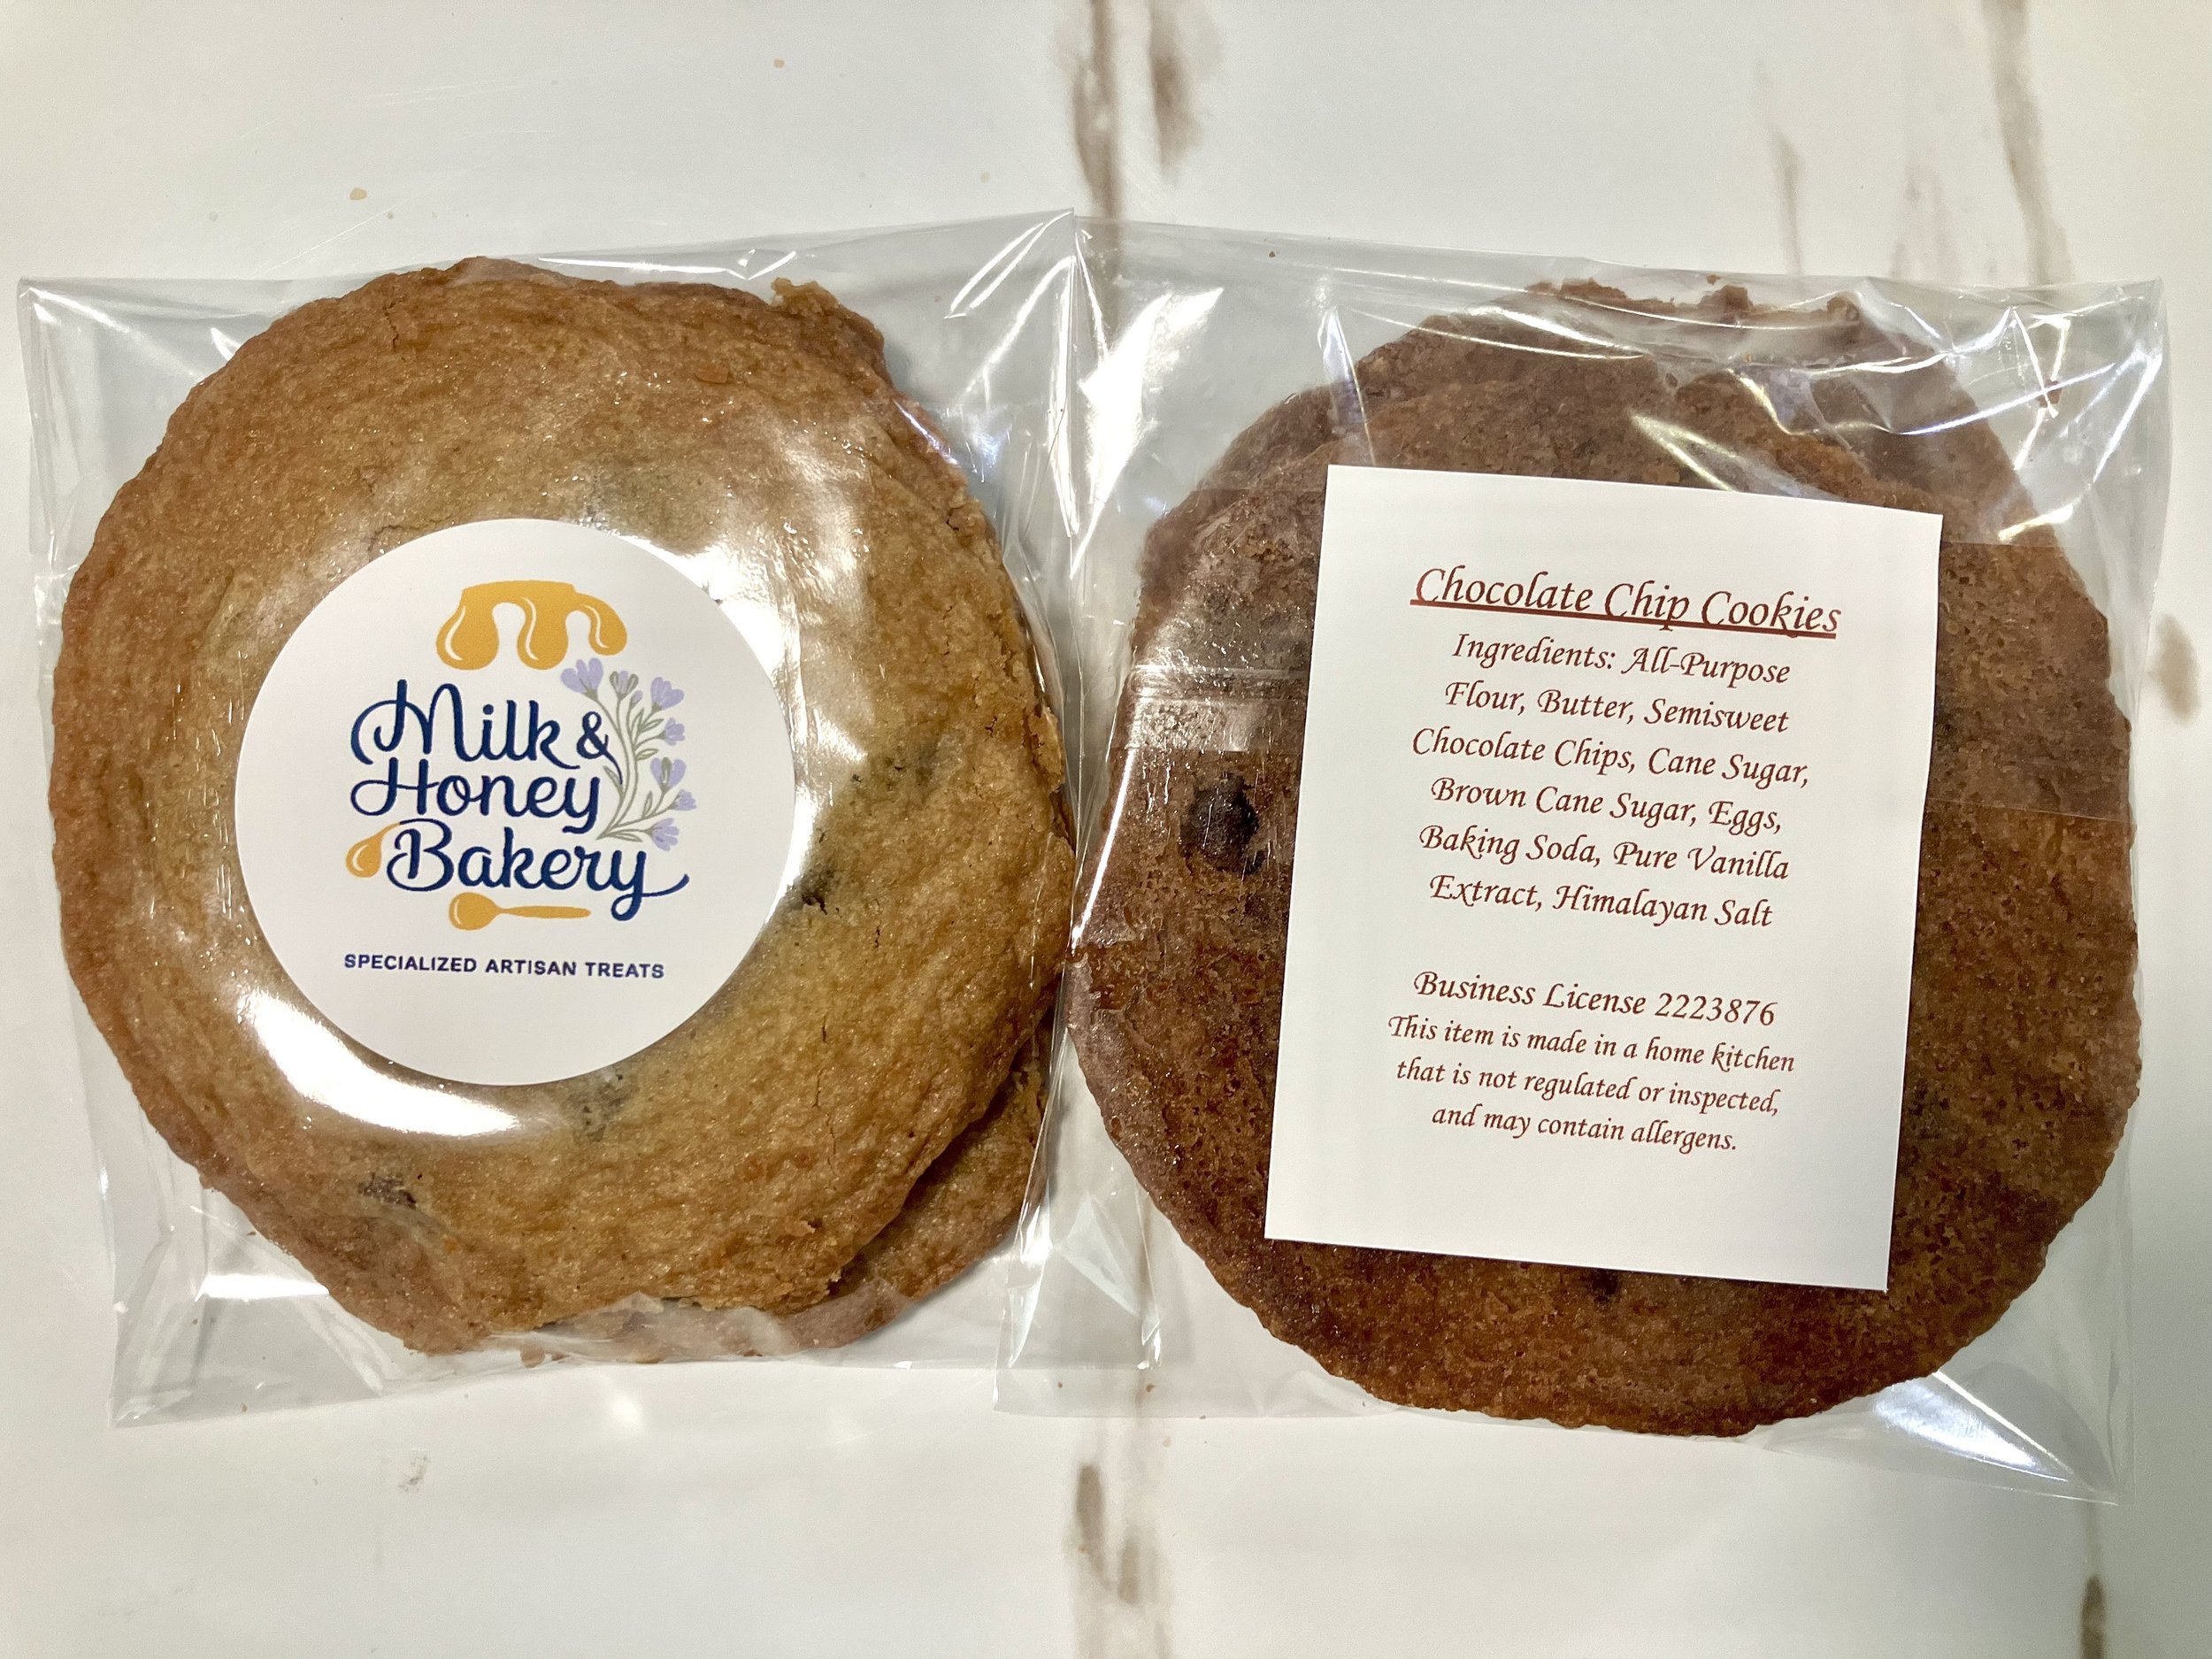 Milk &
Honey
Bakery
SPECIALIZED ARTISAN TREATS
Chocolate Chip Cookies
Ingredients: All-Purpose
Flour, Butter, Semisweet
Chocolate Chips, Cane Sugar,
Brown Cane Sugar, Eggs,
Baking Soda, Pure Vanilla
Extract, Himalayan Salt
Business License 2223876
This item is made in a home kitchen
that is not regulated or inspected,
and may contain allergens.